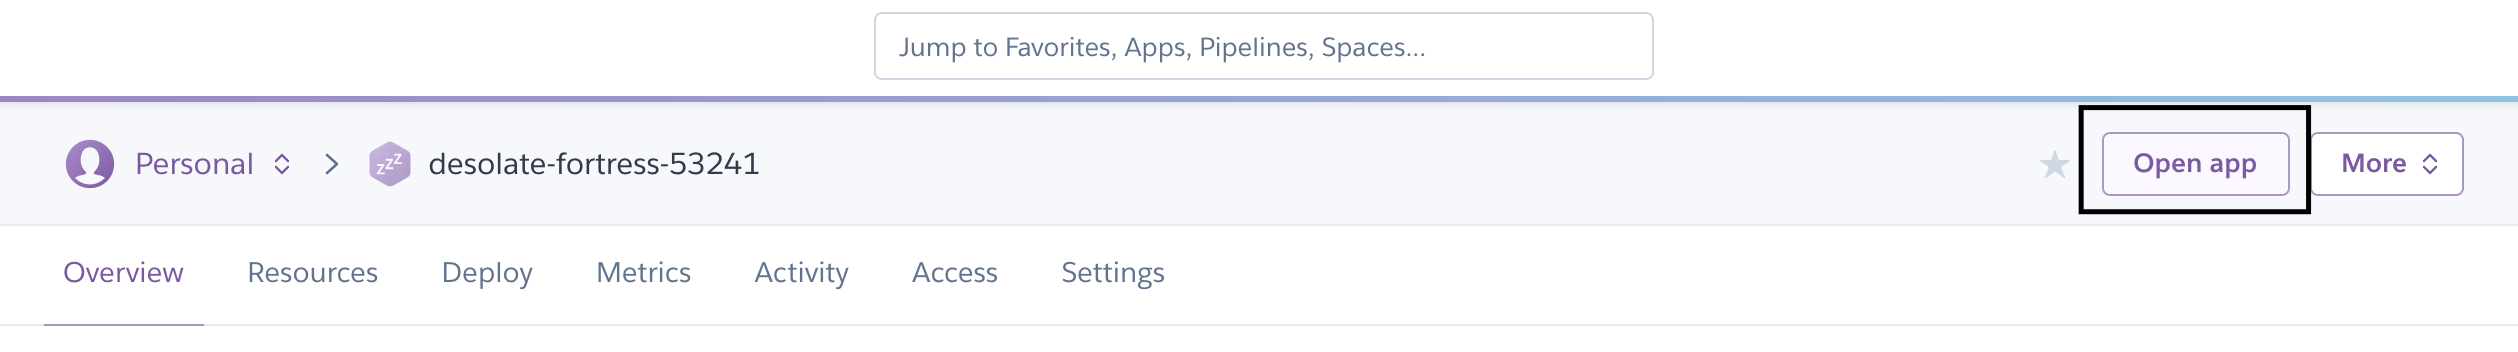 Jump to Favorites, Apps, Pipelines, Spaces...
Personal desolate-fortress-53241 Open app More
Overview Resources Deploy Metrics Activity Access Settings